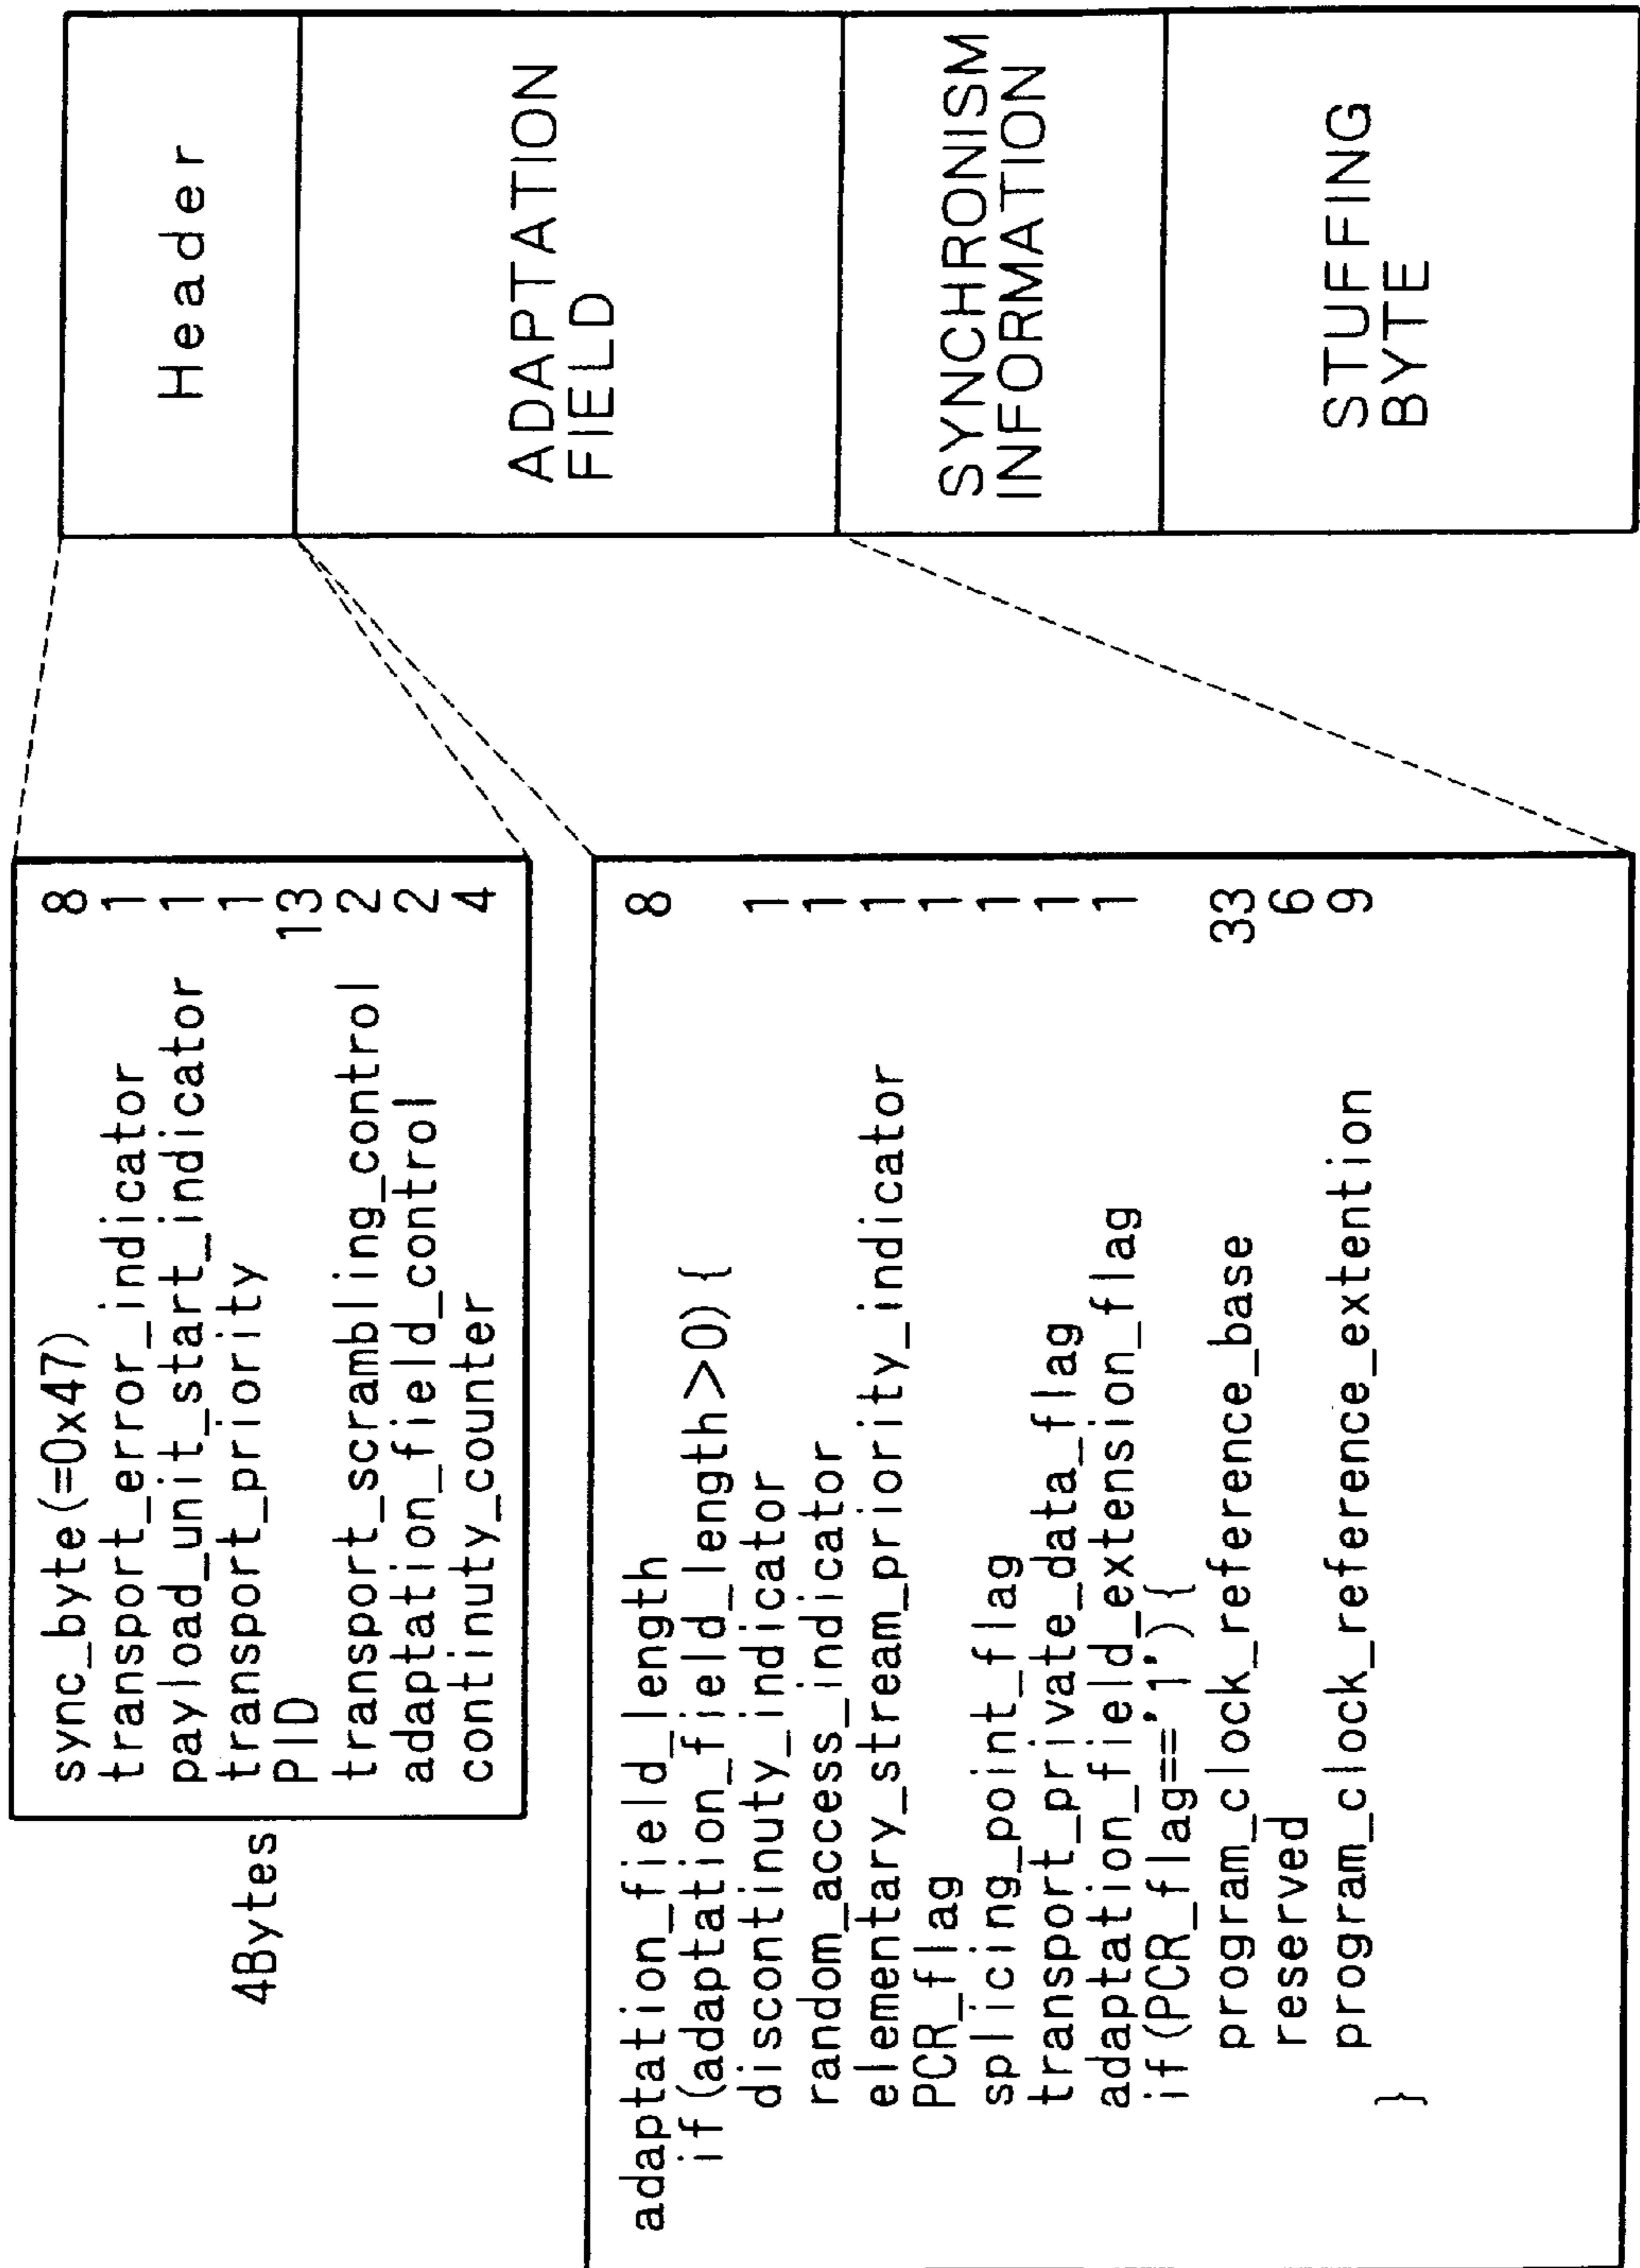 4Bytes
sync_byte(=0x47) 8
transport_error_indicator 1
payload_unit_start_indicator 1
transport_priority 1
PID 13
transport_scrambling_control 2
adaptation_field_control 2
continuty_counter 4
adaptation_field_length 8
if(adaptation_field_length>0){
discontinuty_indicator 1
random_access_indicator 1
elementary_stream_priority_indicator 1
PCR_flag 1
splicing_point_flag 1
transport_private_data_flag 1
adaptation_field_extension_flag 1
if(PCR_flag=='1'){
program_clock_reference_base 33
reserved 6
program_clock_reference_extention 9
}
Header
ADAPTATION
FIELD
SYNCHRONISM
INFORMATION
STUFFING
BYTE